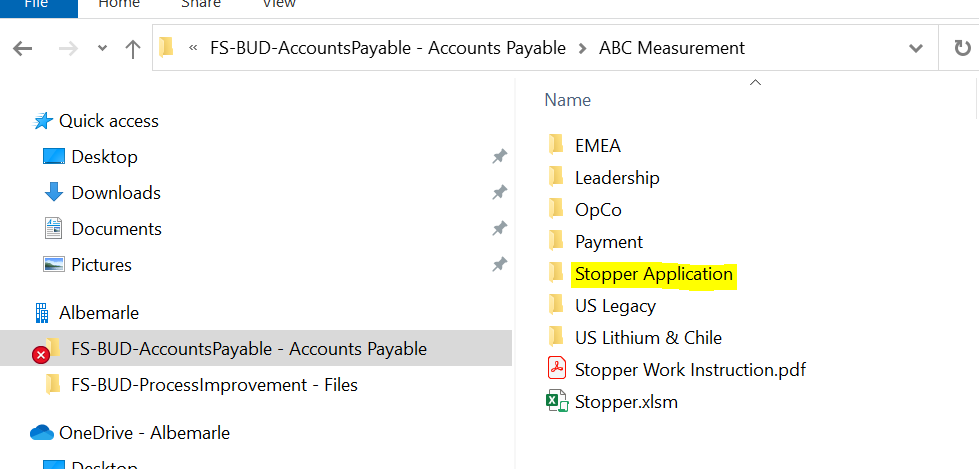 File Home Share View
« FS-BUD-AccountsPayable - Accounts Payable > ABC Measurement
Quick access
Desktop
Downloads
Documents
Pictures
Albemarle
FS-BUD-AccountsPayable - Accounts Payable
FS-BUD-ProcessImprovement - Files
OneDrive - Albemarle
Desktop
Name
EMEA
Leadership
OpCo
Payment
Stopper Application
US Legacy
US Lithium & Chile
Stopper Work Instruction.pdf
Stopper.xlsm